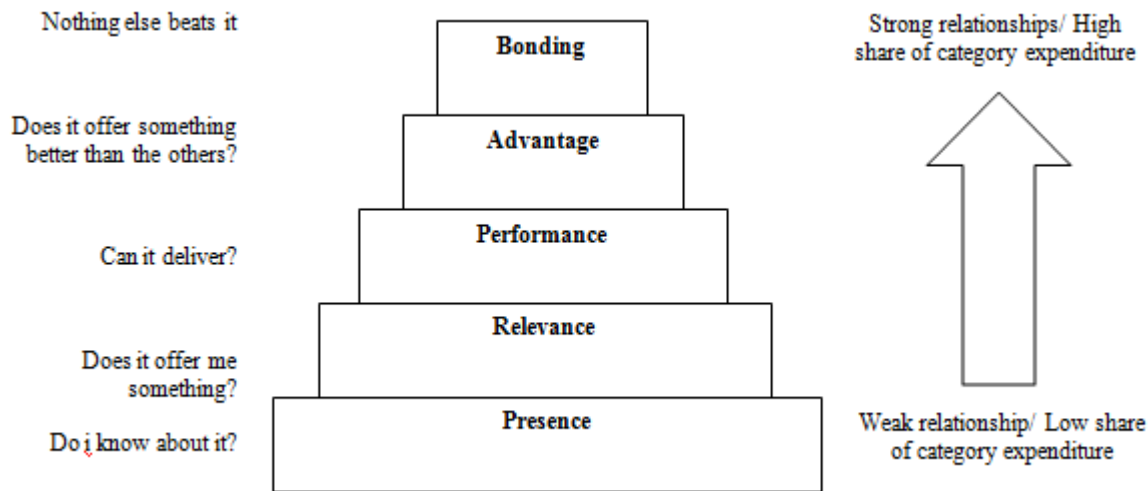 Nothing else beats it
Bonding
Strong relationships/ High
share of category expenditure
Does it offer something
better than the others?
Advantage
Can it deliver?
Performance
Does it offer me
something?
Relevance
Do i know about it?
Presence
Weak relationship/ Low share
of category expenditure